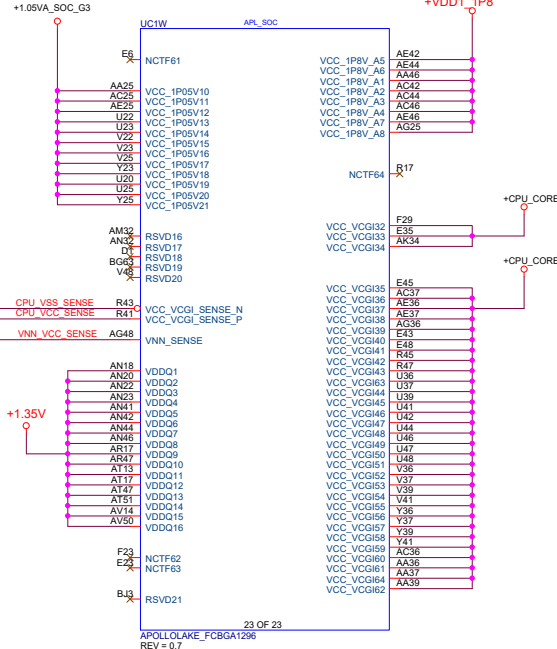 +1.05VA_SOC_G3
+VDD1_1P8
UC1W
APL_SOC
E6 NCTF61
AA25 VCC_1P05V10
AC25 VCC_1P05V11
AE25 VCC_1P05V12
U22 VCC_1P05V13
U23 VCC_1P05V14
V22 VCC_1P05V15
V23 VCC_1P05V16
V25 VCC_1P05V17
Y23 VCC_1P05V18
U20 VCC_1P05V19
U25 VCC_1P05V20
Y25 VCC_1P05V21
AM32 RSVD16
AN32 RSVD17
RSVD18
BG63 RSVD19
V48 RSVD20
CPU_VSS_SENSE R43 VCC_VCGI_SENSE_N
CPU_VCC_SENSE R41 VCC_VCGI_SENSE_P
VNN_VCC_SENSE AG48 VNN_SENSE
+1.35V
AN18 VDDQ1
AN20 VDDQ2
AN22 VDDQ3
AN23 VDDQ4
AN41 VDDQ5
AN42 VDDQ6
AN44 VDDQ7
AN46 VDDQ8
AR17 VDDQ9
AR47 VDDQ10
AT13 VDDQ11
AT17 VDDQ12
AT47 VDDQ13
AT51 VDDQ14
AV14 VDDQ15
AV50 VDDQ16
F23 NCTF62
E23 NCTF63
BJ3 RSVD21
VCC_1P8V_A5 AE42
VCC_1P8V_A6 AE44
VCC_1P8V_A1 AA46
VCC_1P8V_A2 AC42
VCC_1P8V_A3 AC44
VCC_1P8V_A4 AC46
VCC_1P8V_A7 AE46
VCC_1P8V_A8 AG25
NCTF64 R17
+CPU_CORE
VCC_VCGI32 F29
VCC_VCGI33 E35
VCC_VCGI34 AK34
+CPU_CORE
VCC_VCGI35 E45
VCC_VCGI36 AC37
VCC_VCGI37 AE36
VCC_VCGI38 AE37
VCC_VCGI39 AG36
VCC_VCGI40 E43
VCC_VCGI41 E48
VCC_VCGI42 R45
VCC_VCGI43 R47
VCC_VCGI63 U36
VCC_VCGI44 U37
VCC_VCGI45 U39
VCC_VCGI46 U41
VCC_VCGI47 U42
VCC_VCGI48 U44
VCC_VCGI49 U46
VCC_VCGI50 U47
VCC_VCGI51 U48
VCC_VCGI52 V36
VCC_VCGI53 V37
VCC_VCGI54 V39
VCC_VCGI55 V41
VCC_VCGI56 Y36
VCC_VCGI57 Y37
VCC_VCGI58 Y39
VCC_VCGI59 Y41
VCC_VCGI60 AC36
VCC_VCGI61 AA36
VCC_VCGI64 AA37
VCC_VCGI62 AA39
23 OF 23
APOLLOLAKE_FCBGA1296
REV = 0.7